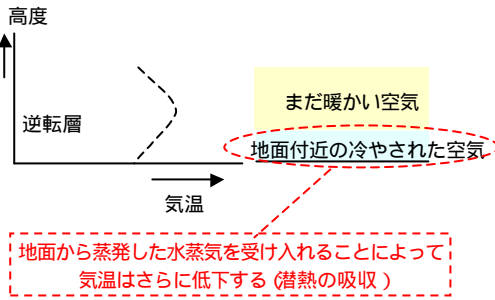 高度
逆転層
まだ暖かい空気
地面付近の冷やされた空気
気温
地面から蒸発した水蒸気を受け入れることによって
気温はさらに低下する (潜熱の吸収 )